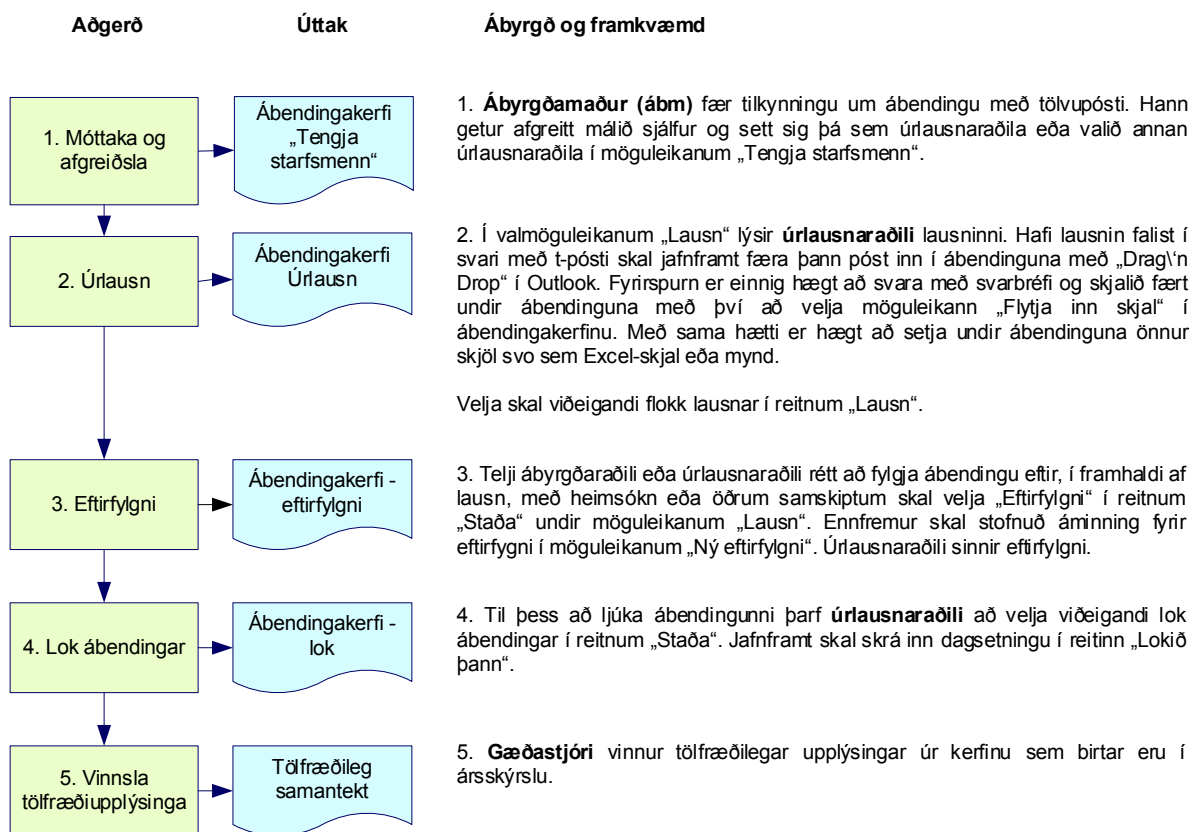 Aðgerð
Úttak
Ábyrgð og framkvæmd
1. Móttaka og
afgreiðsla
Ábendingakerfi
„Tengja
starfsmenn“
1. Ábyrgðamaður (ábm) fær tilkynningu um ábendingu með tölvupósti. Hann
getur afgreitt málið sjálfur og sett sig þá sem úrlausnaraðila eða valið annan
úrlausnaraðila í möguleikanum „Tengja starfsmenn“.
2. Úrlausn
Ábendingakerfi
Úrlausn
2. Í valmöguleikanum „Lausn“ lýsir úrlausnaraðili lausninni. Hafi lausnin falist í
svari með t-pósti skal jafnframt færa þann póst inn í ábendinguna með „Drag\'n
Drop“ í Outlook. Fyrirspurn er einnig hægt að svara með svarbréfi og skjalið fært
undir ábendinguna með því að velja möguleikann „Flytja inn skjal“ í
ábendingakerfinu. Með sama hætti er hægt að setja undir ábendinguna önnur
skjöl svo sem Excel-skjal eða mynd.
Velja skal viðeigandi flokk lausnar í reitnum „Lausn“.
3. Eftirfylgni
Ábendingakerfi -
eftirfylgni
3. Telji ábyrgðaraðili eða úrlausnaraðili rétt að fylgja ábendingu eftir, í framhaldi af
lausn, með heimsókn eða öðrum samskiptum skal velja „Eftirfylgni“ í reitnum
„Staða“ undir möguleikanum „Lausn“. Ennfremur skal stofnuð áminning fyrir
eftirfygni í möguleikanum „Ný eftirfylgni“. Úrlausnaraðili sinnir eftirfylgni.
4. Lok ábendingar
Ábendingakerfi -
lok
4. Til þess að ljúka ábendingunni þarf úrlausnaraðili að velja viðeigandi lok
ábendingar í reitnum „Staða“. Jafnframt skal skrá inn dagsetningu í reitinn „Lokið
þann“.
5. Vinnsla
tölfræðiupplýsinga
Tölfræðileg
samantekt
5. Gæðastjóri vinnur tölfræðilegar upplýsingar úr kerfinu sem birtar eru í
ársskýrslu.